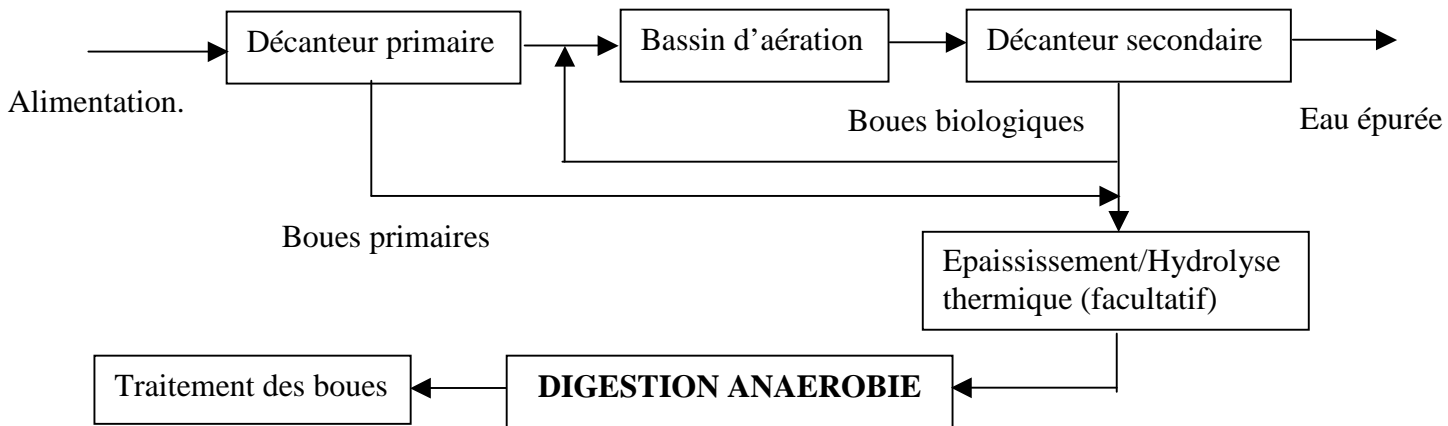 Décanteur primaire
Bassin d’aération
Décanteur secondaire
Alimentation.
Boues biologiques
Eau épurée
Boues primaires
Epaississement/Hydrolyse
thermique (facultatif)
Traitement des boues
DIGESTION ANAEROBIE